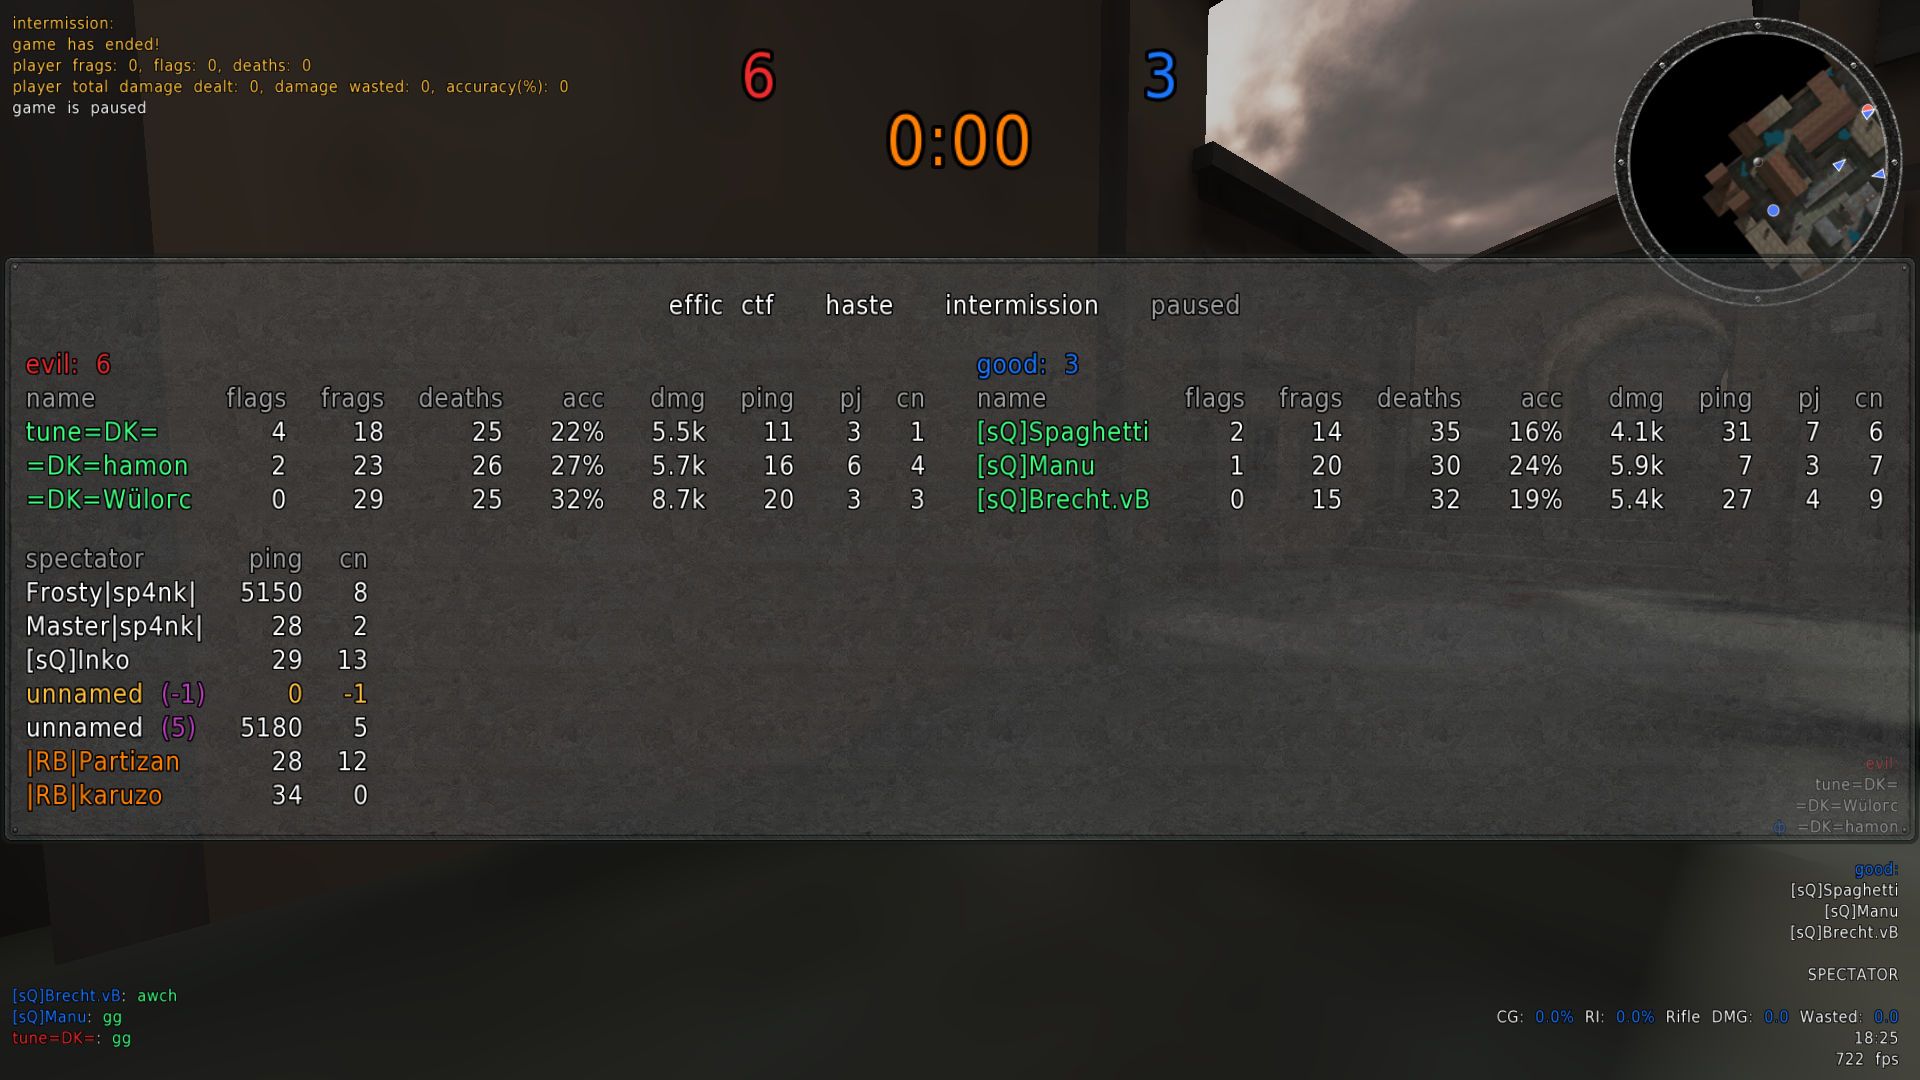 intermission:
game has ended!
player frags: 0, flags: 0, deaths: 0
player total damage dealt: 0, damage wasted: 0, accuracy(%): 0
game is paused
6 3
0:00
effic ctf haste intermission paused
evil: 6
name flags frags deaths acc dmg ping pj cn
tune=DK= 4 18 25 22% 5.5k 11 3 1
=DK=hamon 2 23 26 27% 5.7k 16 6 4
=DK=Wülorc 0 29 25 32% 8.7k 20 3 3
good: 3
name flags frags deaths acc dmg ping pj cn
[sQ]Spaghetti 2 14 35 16% 4.1k 31 7 6
[sQ]Manu 1 20 30 24% 5.9k 7 3 7
[sQ]Brecht.vB 0 15 32 19% 5.4k 27 4 9
spectator ping cn
Frosty|sp4nk| 5150 8
Master|sp4nk| 28 2
[sQ]Inko 29 13
unnamed (-1) 0 -1
unnamed (5) 5180 5
|RB|Partizan 28 12
|RB|karuzo 34 0
evil:
tune=DK=
=DK=Wülorc
=DK=hamon
good:
[sQ]Spaghetti
[sQ]Manu
[sQ]Brecht.vB
SPECTATOR
[sQ]Brecht.vB: awch
[sQ]Manu: gg
tune=DK=: gg
CG: 0.0% RI: 0.0% Rifle DMG: 0.0 Wasted: 0.0
18:25
722 fps